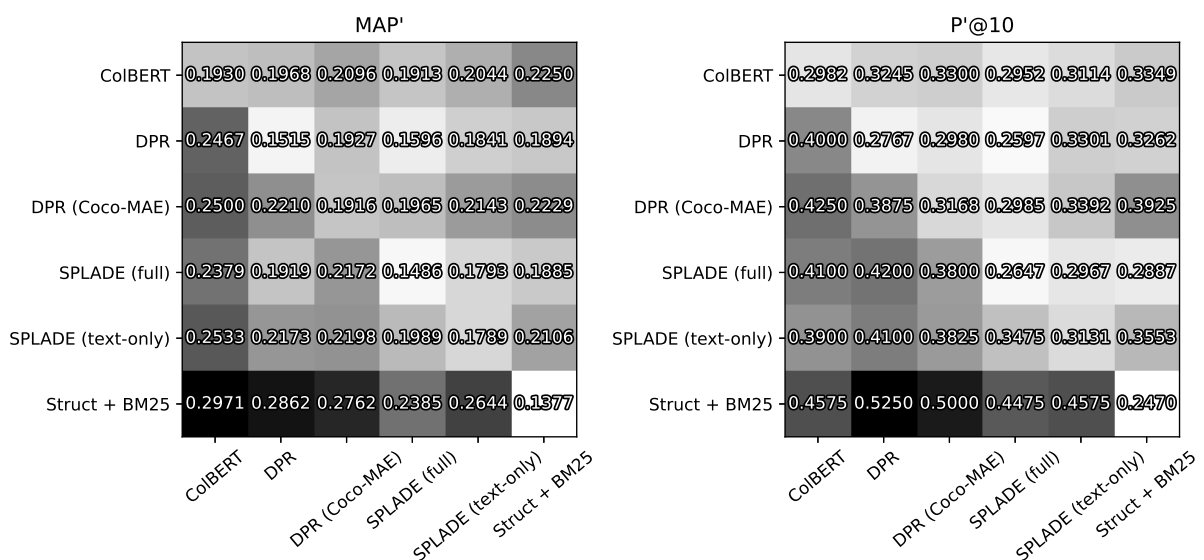 MAP'
ColBERT 0.1930 0.1968 0.2096 0.1913 0.2044 0.2250
DPR 0.2467 0.1515 0.1927 0.1596 0.1841 0.1894
DPR (Coco-MAE) 0.2500 0.2210 0.1916 0.1965 0.2143 0.2229
SPLADE (full) 0.2379 0.1919 0.2172 0.1486 0.1793 0.1885
SPLADE (text-only) 0.2533 0.2173 0.2198 0.1989 0.1789 0.2106
Struct + BM25 0.2971 0.2862 0.2762 0.2385 0.2644 0.1377
ColBERT
DPR
DPR (Coco-MAE)
SPLADE (full)
SPLADE (text-only)
Struct + BM25
P'@10
ColBERT 0.2982 0.3245 0.3300 0.2952 0.3114 0.3349
DPR 0.4000 0.2767 0.2980 0.2597 0.3301 0.3262
DPR (Coco-MAE) 0.4250 0.3875 0.3168 0.2985 0.3392 0.3925
SPLADE (full) 0.4100 0.4200 0.3800 0.2647 0.2967 0.2887
SPLADE (text-only) 0.3900 0.4100 0.3825 0.3475 0.3131 0.3553
Struct + BM25 0.4575 0.5250 0.5000 0.4475 0.4575 0.2470
ColBERT
DPR
DPR (Coco-MAE)
SPLADE (full)
SPLADE (text-only)
Struct + BM25